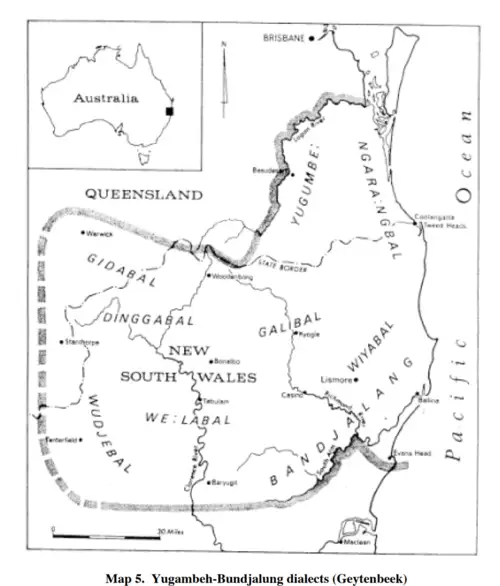 BRISBANE
N
Australia
Pacific Ocean
Logan River
Beaudesert
YUGUMBE:
NGARA:NGBAL
QUEENSLAND
Coolangatta
Tweed Heads
Warwick
GIDABAL
STATE BORDER
Woodenbong
DINGGABAL
GALIBAL
Kyogle
Stanthorpe
NEW
SOUTH WALES
Bonalbo
WIYABAL
Lismore
WUDJEBAL
Tabulam
Casino
WE:LABAL
BANDJALANG
Ballina
Tenterfield
Clarence River
Baryugil
Evans Head
0
20 Miles
Maclean
Map 5. Yugambeh-Bundjalung dialects (Geytenbeek)